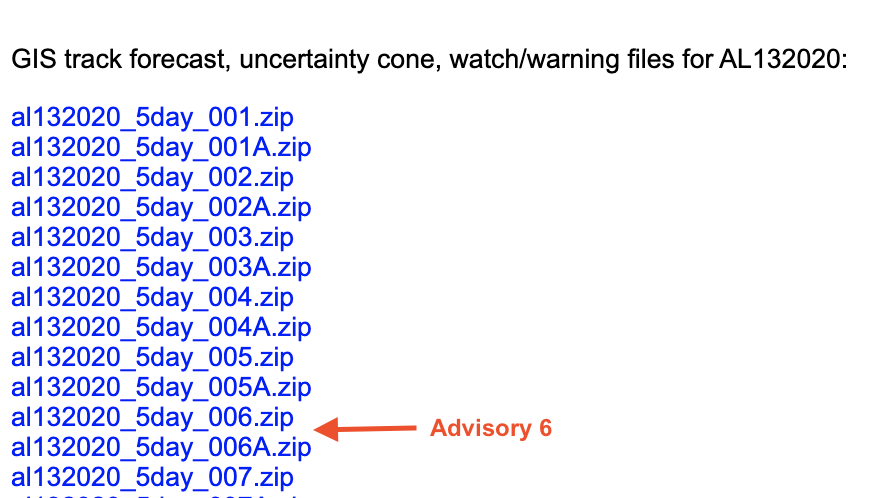 GIS track forecast, uncertainty cone, watch/warning files for AL132020:
al132020_5day_001.zip
al132020_5day_001A.zip
al132020_5day_002.zip
al132020_5day_002A.zip
al132020_5day_003.zip
al132020_5day_003A.zip
al132020_5day_004.zip
al132020_5day_004A.zip
al132020_5day_005.zip
al132020_5day_005A.zip
al132020_5day_006.zip
Advisory 6
al132020_5day_006A.zip
al132020_5day_007.zip